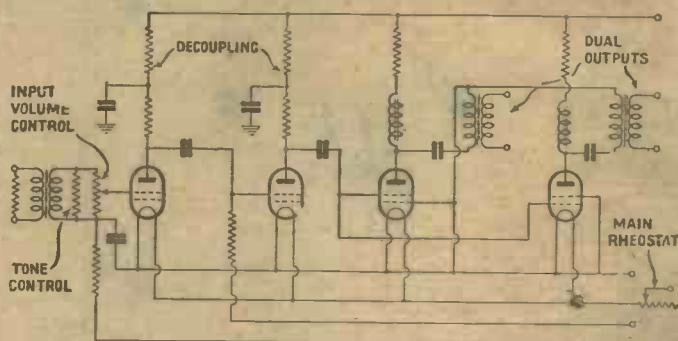 DECOUPLING
DUAL
OUTPUTS
INPUT
VOLUME
CONTROL
TONE
CONTROL
MAIN
RHEOSTAT